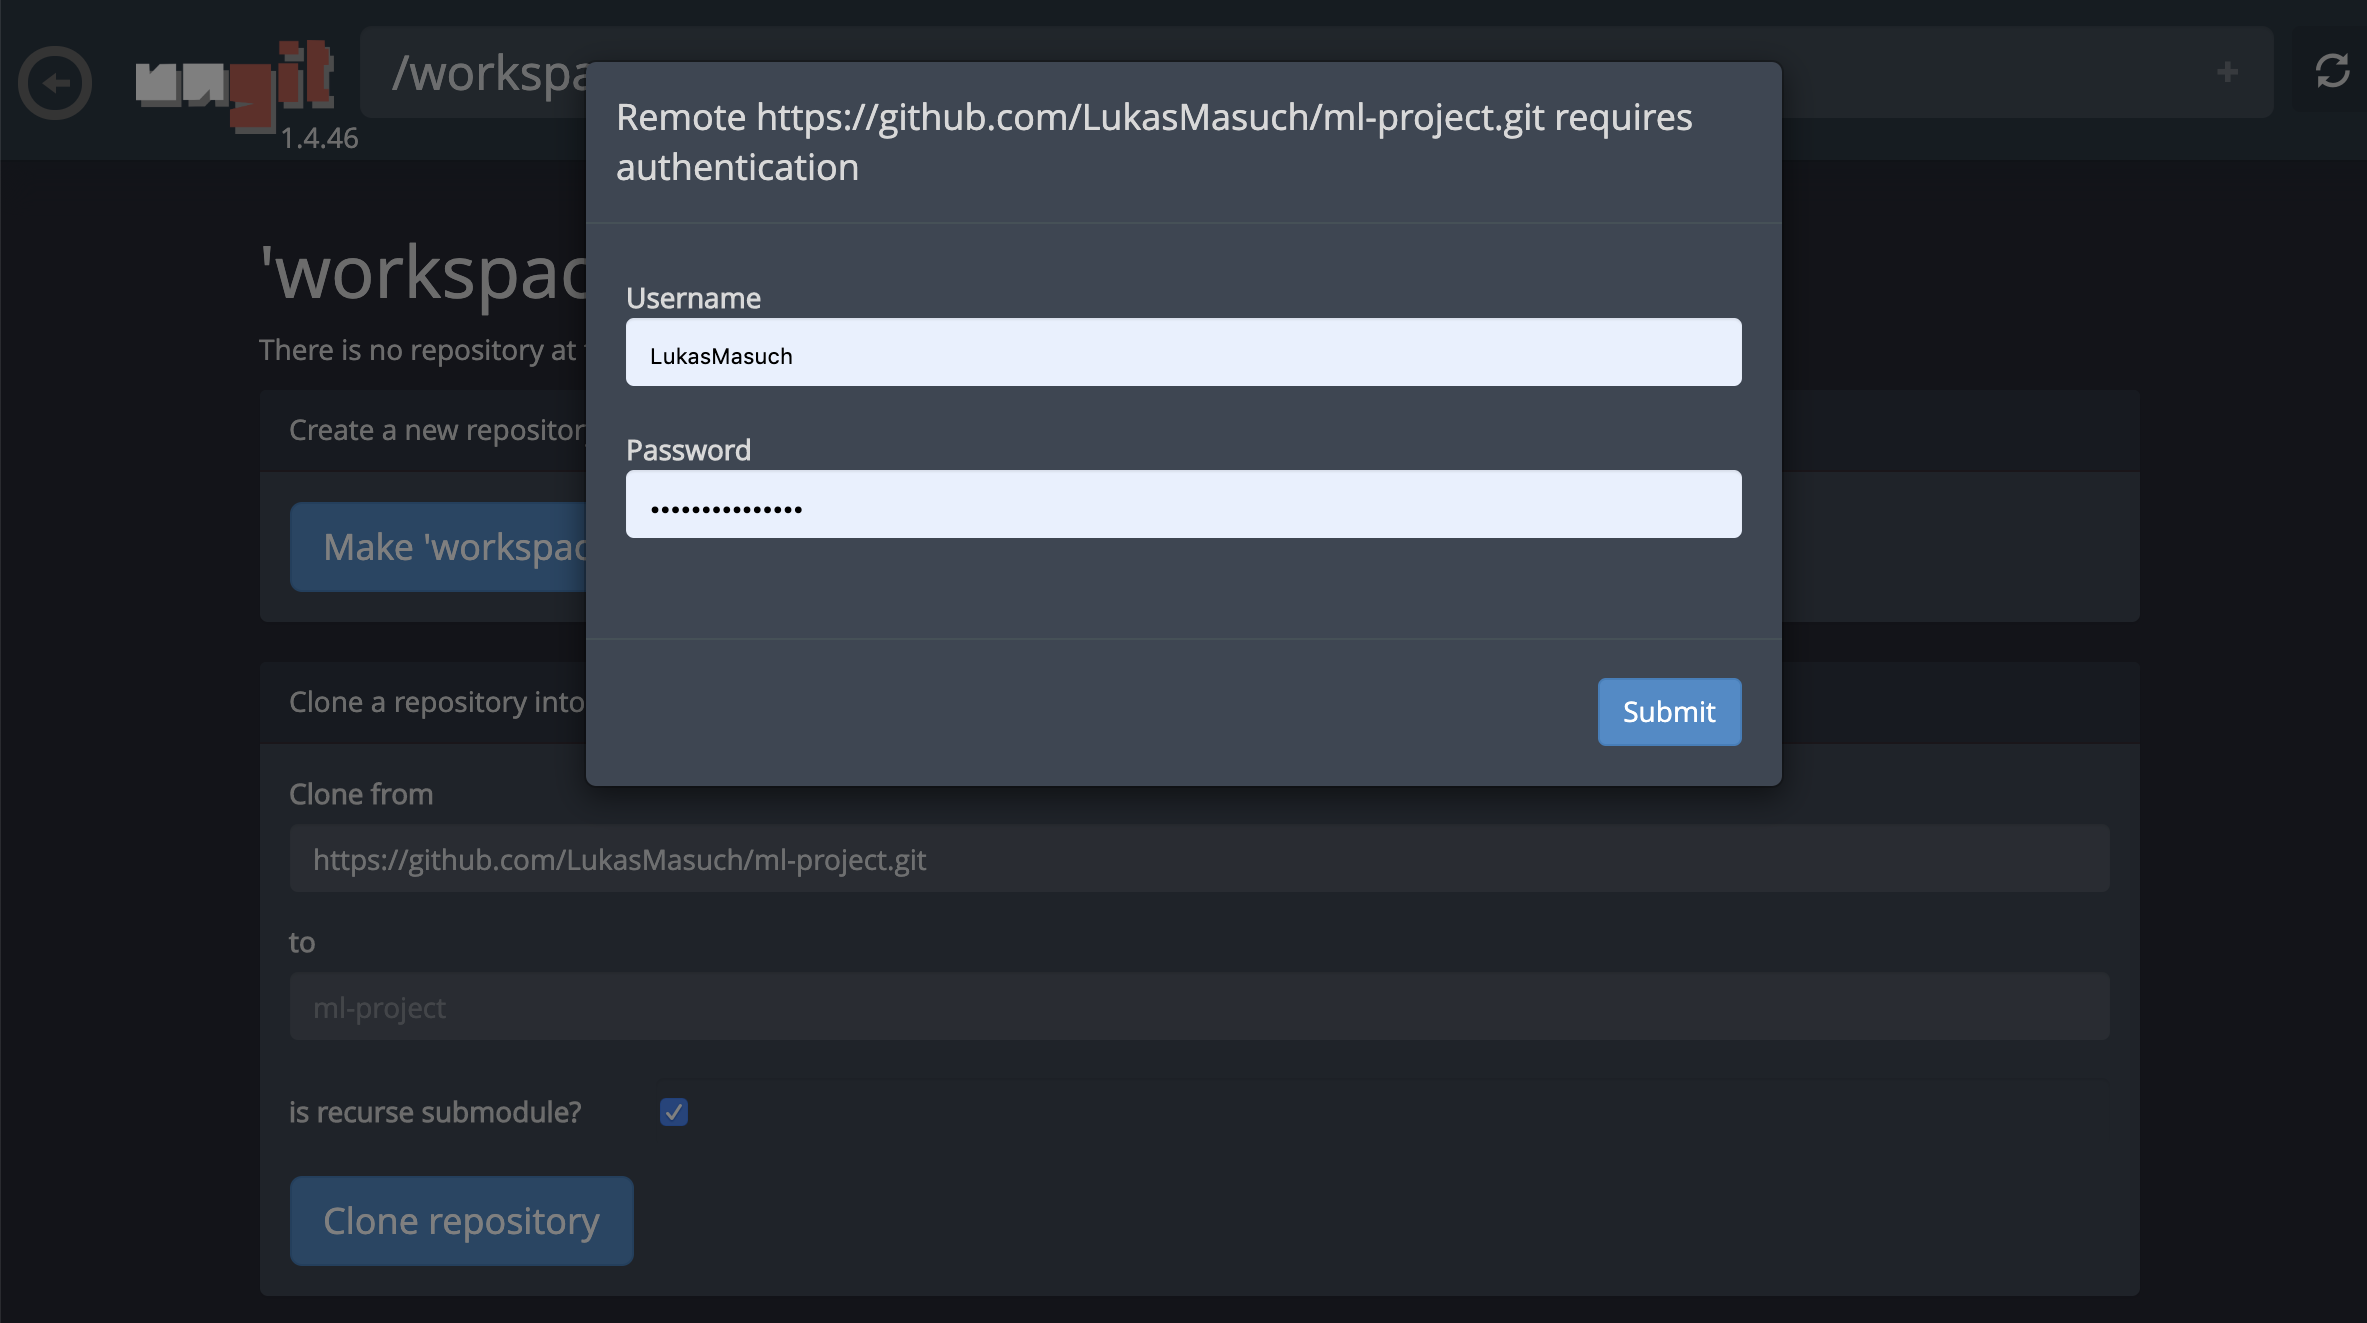 ungit
1.4.46
/workspa
Remote https://github.com/LukasMasuch/ml-project.git requires
authentication
Username
LukasMasuch
Password
•••••••••••••••
Submit
'workspac
There is no repository at
Create a new repository
Make 'workspac
Clone a repository into
Clone from
https://github.com/LukasMasuch/ml-project.git
to
ml-project
is recurse submodule?
Clone repository